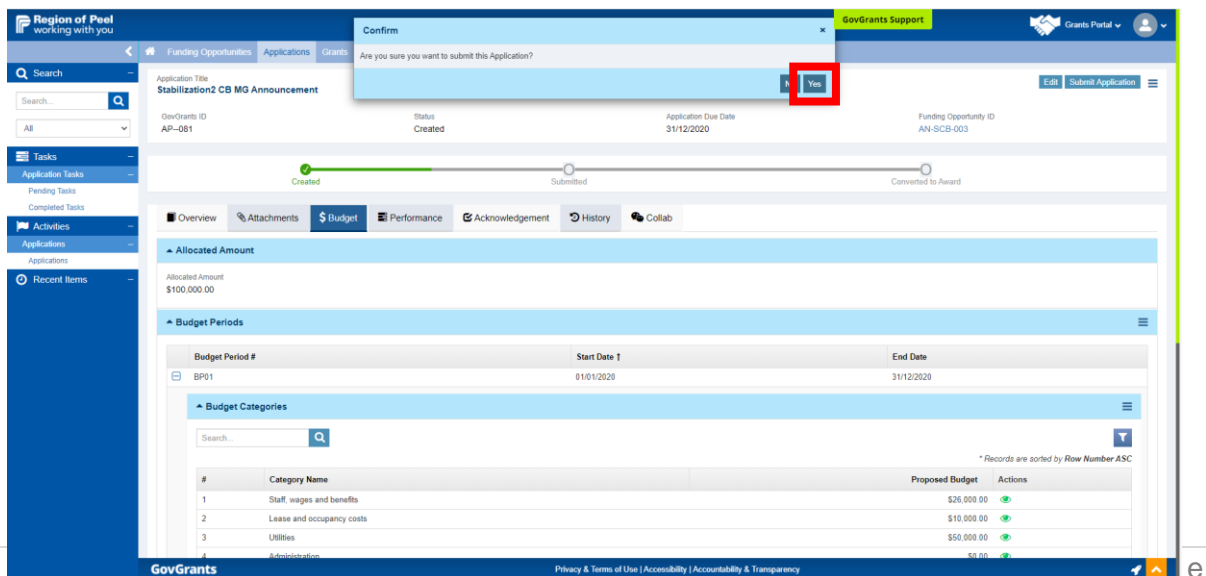 Region of Peel
working with you
Confirm ×
GovGrants Support
Grants Portal
Funding Opportunities Applications Grants
Are you sure you want to submit this Application?
Yes
Search
Search...
All
Application Title
Stabilization2 CB MG Announcement
Edit Submit Application
GovGrants ID Status Application Due Date Funding Opportunity ID
AP--081 Created 31/12/2020 AN-SCB-003
Tasks
Application Tasks
Pending Tasks
Completed Tasks
Activities
Applications
Applications
Recent Items
Created Submitted Converted to Award
Overview Attachments $ Budget Performance Acknowledgement History Collab
Allocated Amount
Allocated Amount
$100,000.00
Budget Periods
Budget Period # Start Date ↑ End Date
BP01 01/01/2020 31/12/2020
Budget Categories
Search...
* Records are sorted by Row Number ASC
# Category Name Proposed Budget Actions
1 Staff, wages and benefits $26,000.00
2 Lease and occupancy costs $10,000.00
3 Utilities $50,000.00
4 Administration $0.00
GovGrants Privacy & Terms of Use | Accessibility | Accountability & Transparency
e